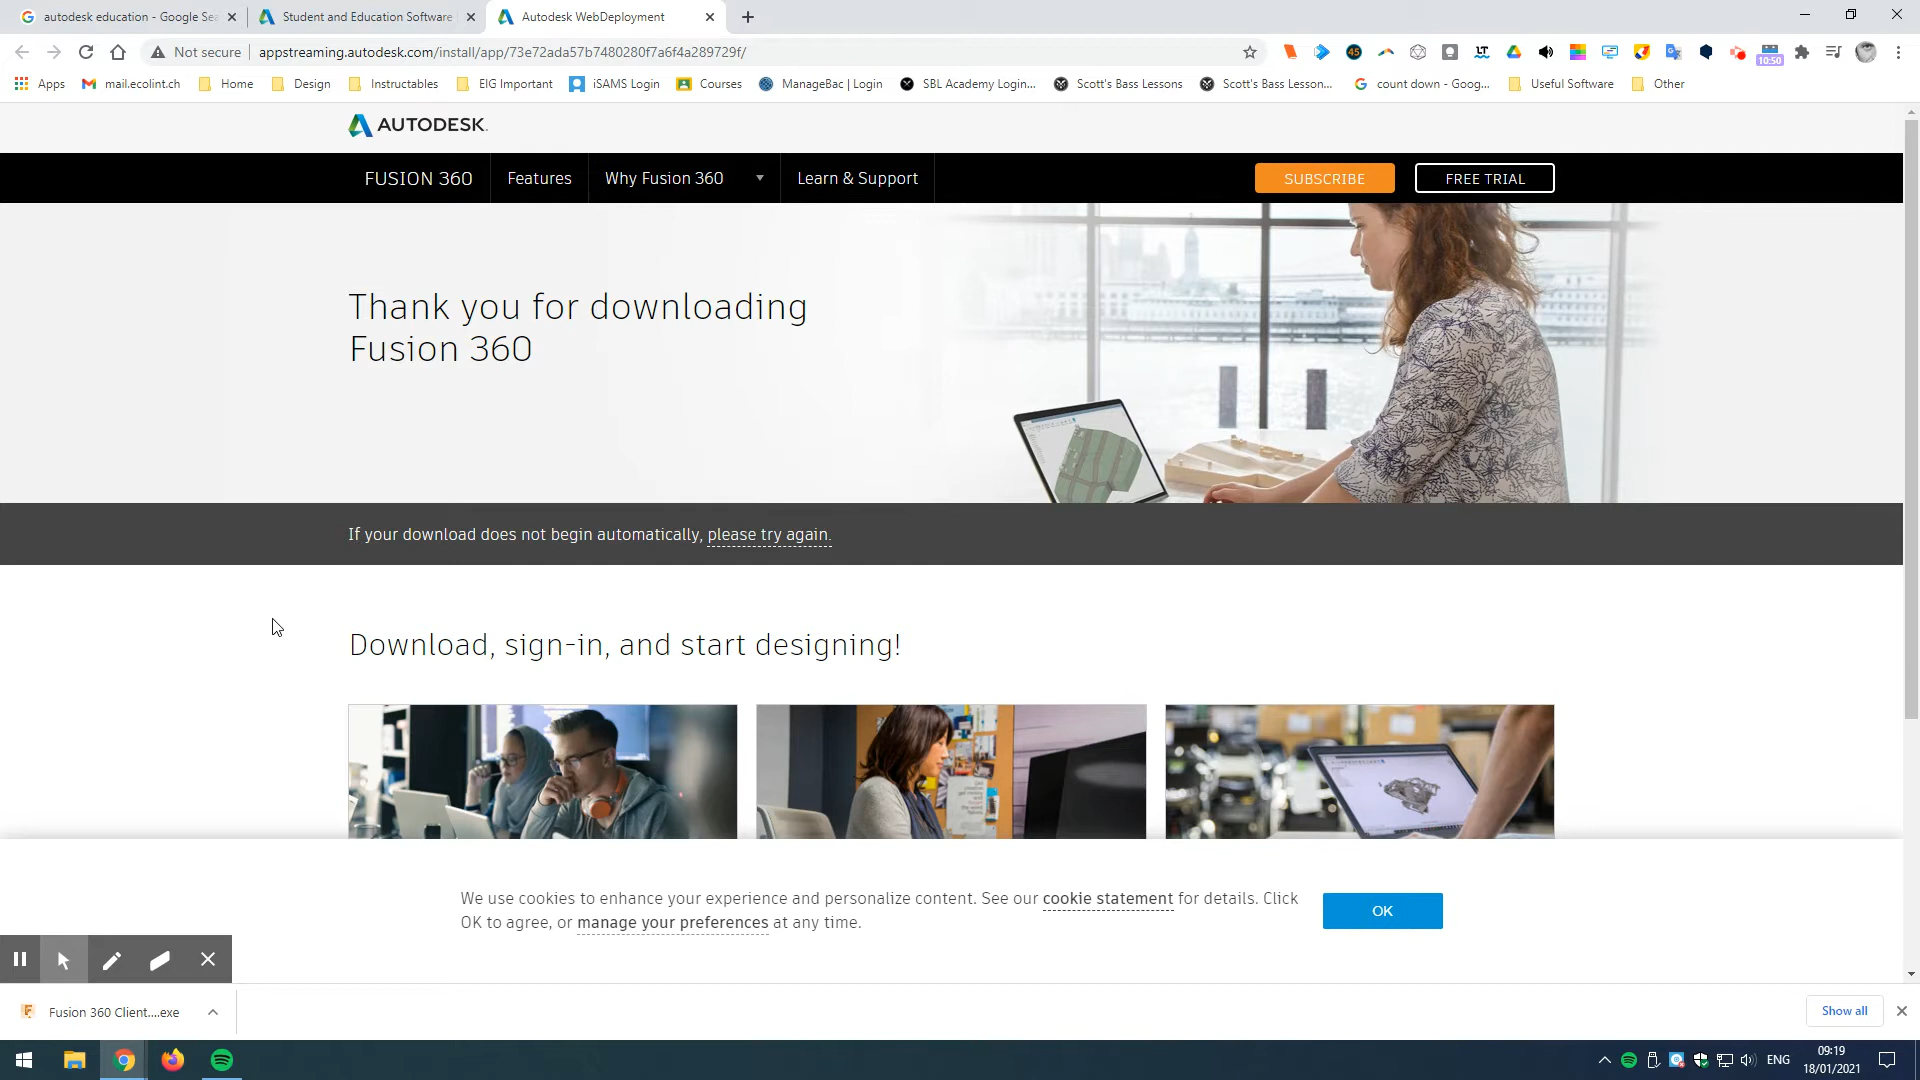 autodesk education - Google Sea
Student and Education Software
Autodesk WebDeployment
Not secure
appstreaming.autodesk.com/install/app/73e72ada57b7480280f7a6f4a289729f/
45
LT
10:50
Apps
mail.ecolint.ch
Home
Design
Instructables
EIG Important
iSAMS Login
Courses
ManageBac | Login
SBL Academy Login...
Scott's Bass Lessons
Scott's Bass Lesson...
count down - Goog...
Useful Software
Other
AUTODESK.
FUSION 360
Features
Why Fusion 360
Learn & Support
SUBSCRIBE
FREE TRIAL
Thank you for downloading
Fusion 360
If your download does not begin automatically, please try again.
Download, sign-in, and start designing!
We use cookies to enhance your experience and personalize content. See our cookie statement for details. Click
OK to agree, or manage your preferences at any time.
OK
Fusion 360 Client....exe
Show all
ENG
09:19
18/01/2021